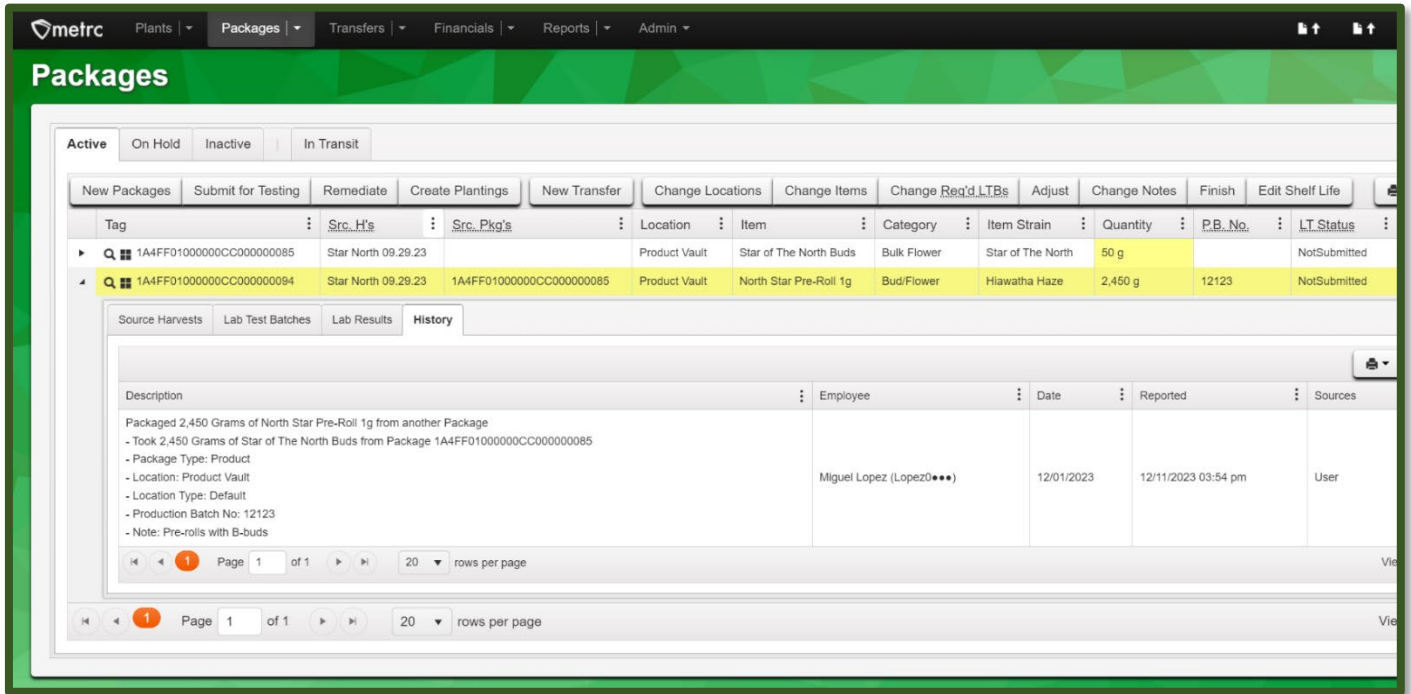 metrc Plants Packages Transfers Financials Reports Admin
Packages
Active On Hold Inactive In Transit
New Packages Submit for Testing Remediate Create Plantings New Transfer Change Locations Change Items Change Req'd LTBs Adjust Change Notes Finish Edit Shelf Life
Tag Src. H's Src. Pkg's Location Item Category Item Strain Quantity P.B. No. LT Status
1A4FF01000000CC000000085 Star North 09.29.23 Product Vault Star of The North Buds Bulk Flower Star of The North 50 g NotSubmitted
1A4FF01000000CC000000094 Star North 09.29.23 1A4FF01000000CC000000085 Product Vault North Star Pre-Roll 1g Bud/Flower Hiawatha Haze 2,450 g 12123 NotSubmitted
Source Harvests Lab Test Batches Lab Results History
Description Employee Date Reported Sources
Packaged 2,450 Grams of North Star Pre-Roll 1g from another Package
- Took 2,450 Grams of Star of The North Buds from Package 1A4FF01000000CC000000085
- Package Type: Product
- Location: Product Vault
Miguel Lopez (Lopez0●●●) 12/01/2023 12/11/2023 03:54 pm User
- Location Type: Default
- Production Batch No: 12123
- Note: Pre-rolls with B-buds
1 Page 1 of 1 20 rows per page Vie
1 Page 1 of 1 20 rows per page Vie